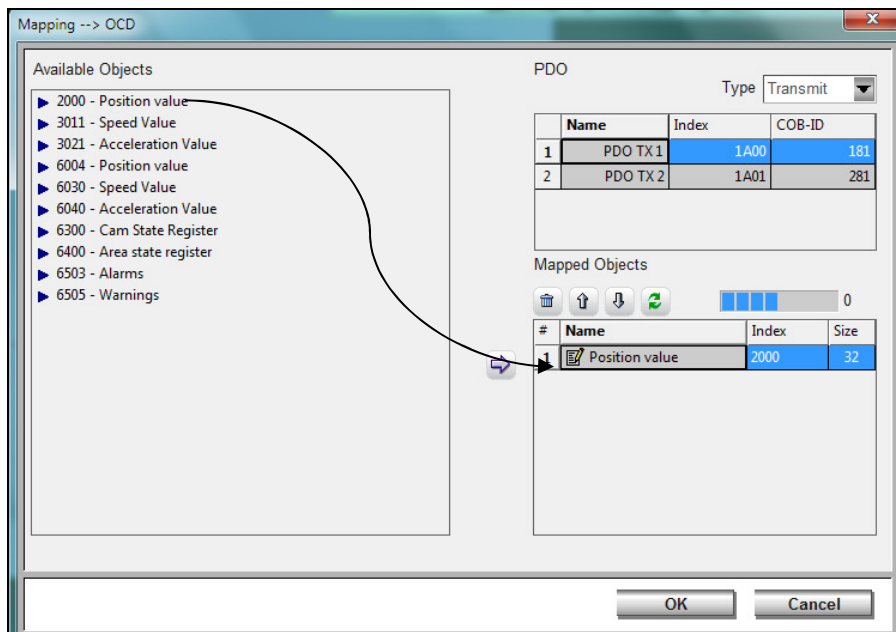 Mapping --> OCD
Available Objects
2000 - Position value
3011 - Speed Value
3021 - Acceleration Value
6004 - Position value
6030 - Speed Value
6040 - Acceleration Value
6300 - Cam State Register
6400 - Area state register
6503 - Alarms
6505 - Warnings
PDO
Type Transmit
Name Index COB-ID
1 PDO TX 1 1A00 181
2 PDO TX 2 1A01 281
Mapped Objects
0
# Name Index Size
1 Position value 2000 32
OK Cancel